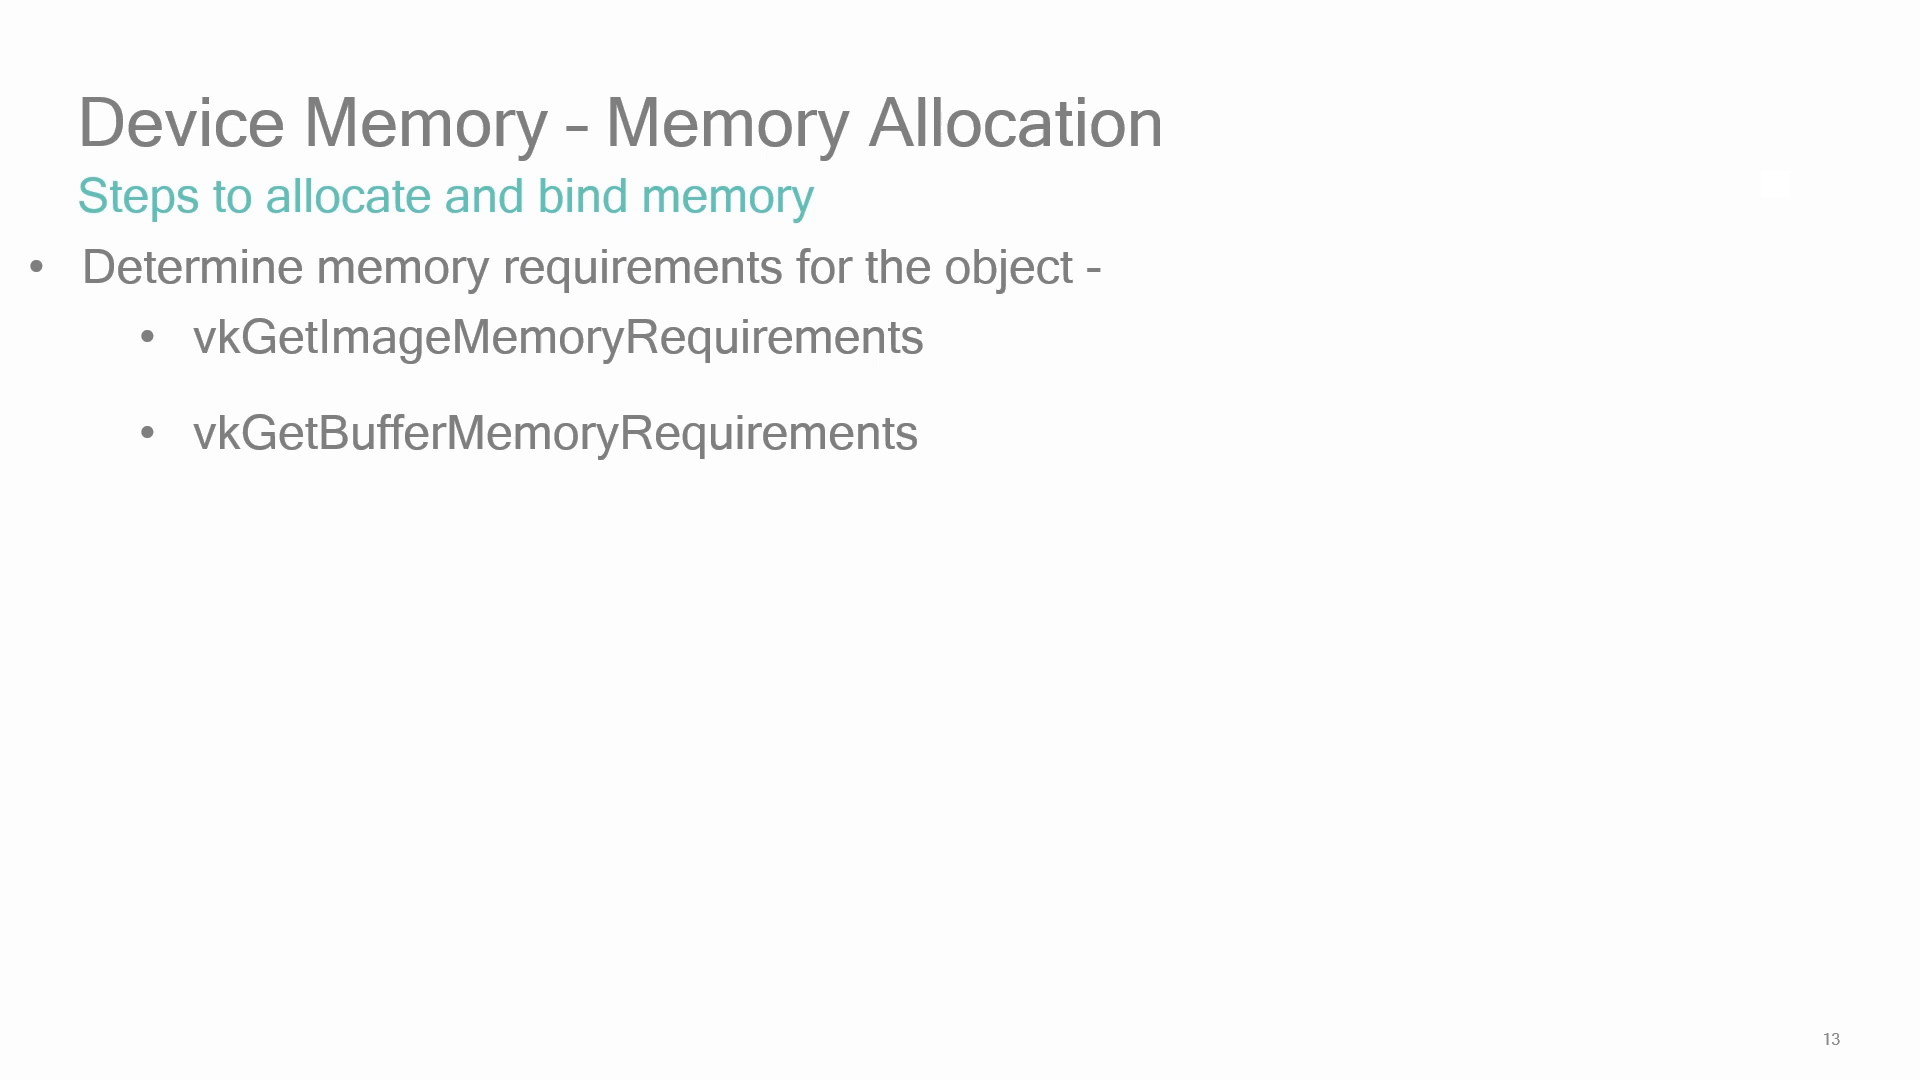 Device Memory – Memory Allocation
Steps to allocate and bind memory
• Determine memory requirements for the object -
• vkGetImageMemoryRequirements
• vkGetBufferMemoryRequirements
13